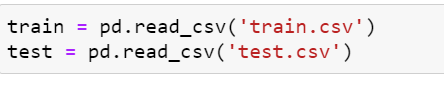 train = pd.read_csv('train.csv')
test = pd.read_csv('test.csv')